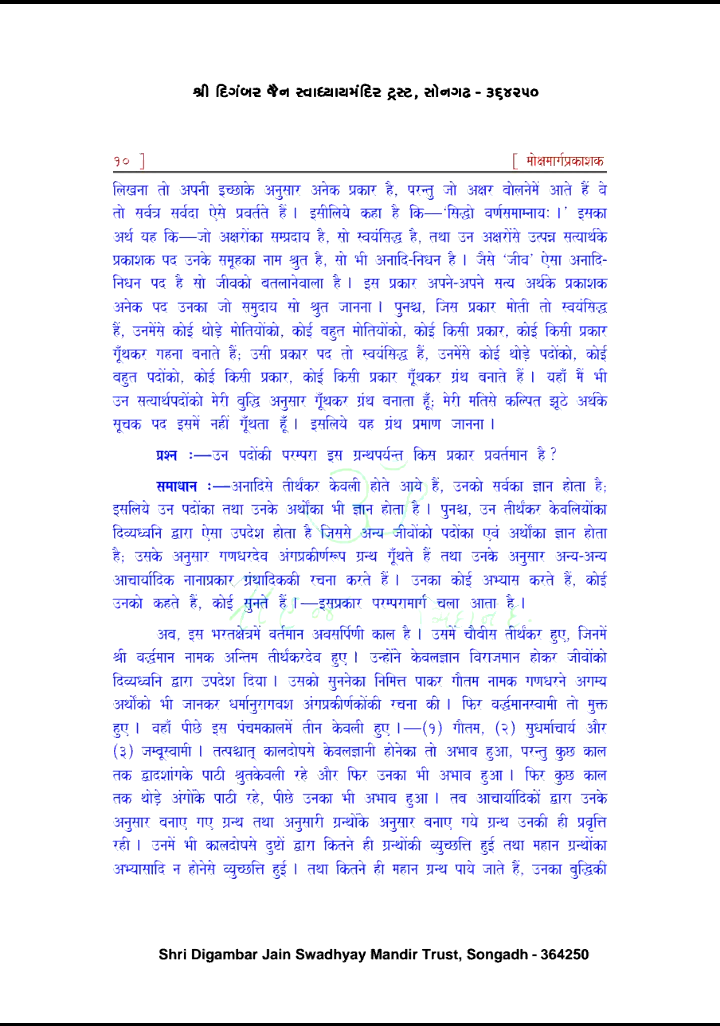 શ્રી દિગંબર જૈન સ્વાધ્યાયમંદિર ટ્રસ્ટ, સોનગઢ - ૩૬૪૨૫૦
१० ] [ मोक्षमार्गप्रकाशक
लिखना तो अपनी इच्छाके अनुसार अनेक प्रकार है, परन्तु जो अक्षर बोलनेमें आते हैं वे
तो सर्वत्र सर्वदा ऐसे प्रवर्तते हैं । इसीलिये कहा है कि—'सिद्धो वर्णसमाम्नायः ।' इसका
अर्थ यह कि—जो अक्षरोंका सम्प्रदाय है, सो स्वयंसिद्ध है, तथा उन अक्षरोंसे उत्पन्न सत्यार्थके
प्रकाशक पद उनके समूहका नाम श्रुत है, सो भी अनादि-निधन है । जैसे 'जीव' ऐसा अनादि-
निधन पद है सो जीवको बतलानेवाला है । इस प्रकार अपने-अपने सत्य अर्थके प्रकाशक
अनेक पद उनका जो समुदाय सो श्रुत जानना । पुनश्च, जिस प्रकार मोती तो स्वयंसिद्ध
हैं, उनमेंसे कोई थोड़े मोतियोंको, कोई बहुत मोतियोंको, कोई किसी प्रकार, कोई किसी प्रकार
गूँथकर गहना बनाते हैं; उसी प्रकार पद तो स्वयंसिद्ध हैं, उनमेंसे कोई थोड़े पदोंको, कोई
बहुत पदोंको, कोई किसी प्रकार, कोई किसी प्रकार गूँथकर ग्रंथ बनाते हैं । यहाँ मैं भी
उन सत्यार्थपदोंको मेरी बुद्धि अनुसार गूँथकर ग्रंथ बनाता हूँ; मेरी मतिसे कल्पित झूठे अर्थके
सूचक पद इसमें नहीं गूँथता हूँ । इसलिये यह ग्रंथ प्रमाण जानना ।
प्रश्न :—उन पदोंकी परम्परा इस ग्रन्थपर्यन्त किस प्रकार प्रवर्तमान है ?
समाधान :—अनादिसे तीर्थंकर केवली होते आये हैं, उनको सर्वका ज्ञान होता है;
इसलिये उन पदोंका तथा उनके अर्थोंका भी ज्ञान होता है । पुनश्च, उन तीर्थंकर केवलियोंका
दिव्यध्वनि द्वारा ऐसा उपदेश होता है जिससे अन्य जीवोंको पदोंका एवं अर्थोंका ज्ञान होता
है; उसके अनुसार गणधरदेव अंगप्रकीर्णरूप ग्रन्थ गूँथते हैं तथा उनके अनुसार अन्य-अन्य
आचार्यादिक नानाप्रकार ग्रंथादिककी रचना करते हैं । उनका कोई अभ्यास करते हैं, कोई
उनको कहते हैं, कोई सुनते हैं ।—इसप्रकार परम्परामार्ग चला आता है ।
अब, इस भरतक्षेत्रमें वर्तमान अवसर्पिणी काल है । उसमें चौबीस तीर्थंकर हुए, जिनमें
श्री वर्द्धमान नामक अन्तिम तीर्थंकरदेव हुए । उन्होंने केवलज्ञान विराजमान होकर जीवोंको
दिव्यध्वनि द्वारा उपदेश दिया । उसको सुननेका निमित्त पाकर गौतम नामक गणधरने अगम्य
अर्थोंको भी जानकर धर्मानुरागवश अंगप्रकीर्णकोंकी रचना की । फिर वर्द्धमानस्वामी तो मुक्त
हुए । वहाँ पीछे इस पंचमकालमें तीन केवली हुए ।—(१) गौतम, (२) सुधर्माचार्य और
(३) जम्बूस्वामी । तत्पश्चात् कालदोषसे केवलज्ञानी होनेका तो अभाव हुआ, परन्तु कुछ काल
तक द्वादशांगके पाठी श्रुतकेवली रहे और फिर उनका भी अभाव हुआ । फिर कुछ काल
तक थोड़े अंगोंके पाठी रहे, पीछे उनका भी अभाव हुआ । तब आचार्यादिकों द्वारा उनके
अनुसार बनाए गए ग्रन्थ तथा अनुसारी ग्रन्थोंके अनुसार बनाए गये ग्रन्थ उनकी ही प्रवृत्ति
रही । उनमें भी कालदोषसे दुष्टों द्वारा कितने ही ग्रन्थोंकी व्युच्छत्ति हुई तथा महान ग्रन्थोंका
अभ्यासादि न होनेसे व्युच्छत्ति हुई । तथा कितने ही महान ग्रन्थ पाये जाते हैं, उनका बुद्धिकी
Shri Digambar Jain Swadhyay Mandir Trust, Songadh - 364250